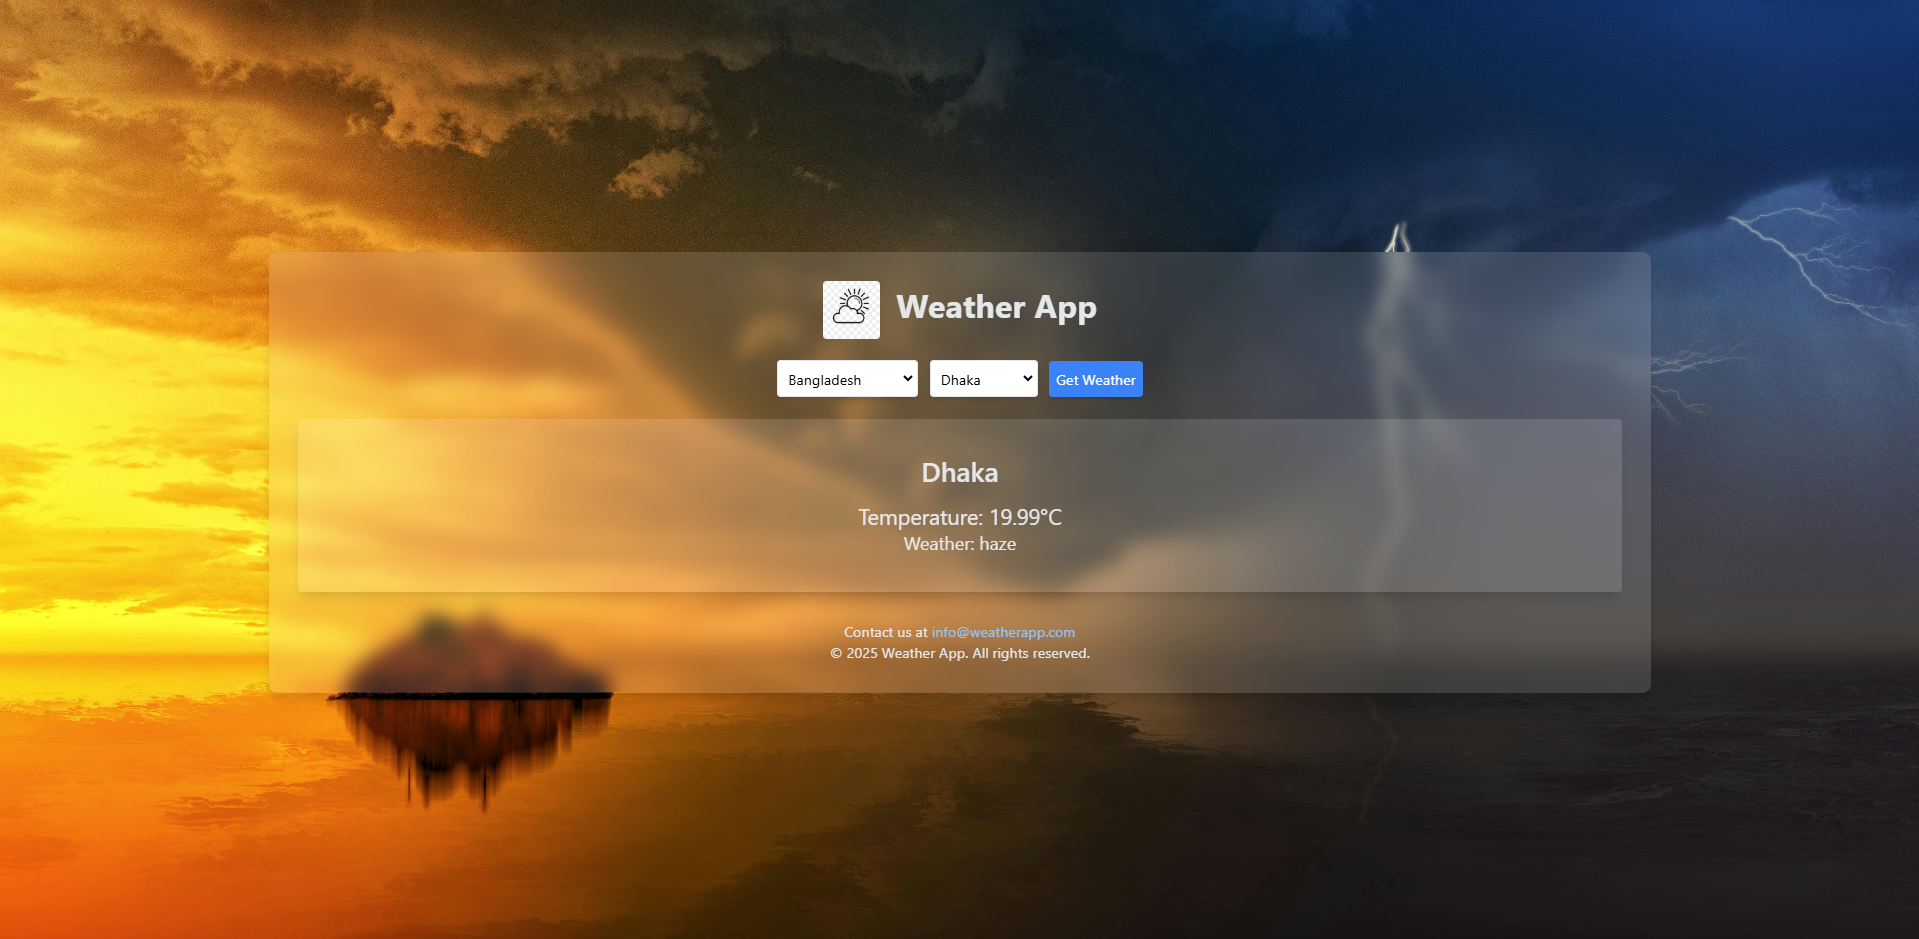 Weather App
Bangladesh Dhaka Get Weather
Dhaka
Temperature: 19.99°C
Weather: haze
Contact us at info@weatherapp.com
© 2025 Weather App. All rights reserved.